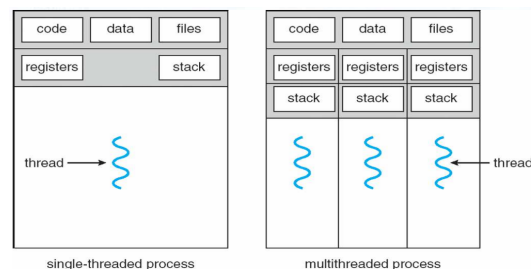 code data files code data files
registers stack registers registers registers
stack stack stack
thread thread
single-threaded process multithreaded process